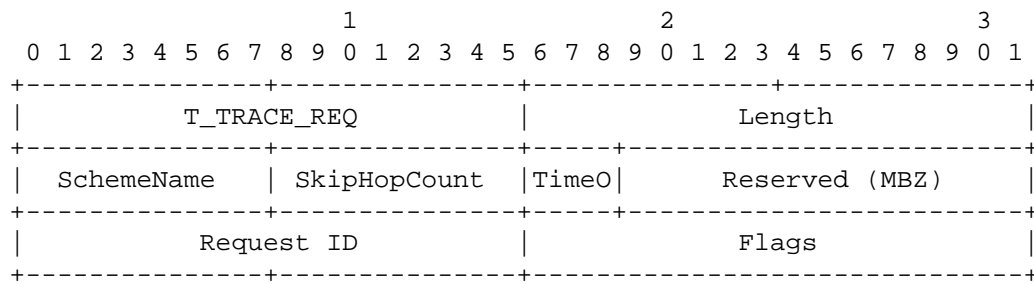 1                   2                   3
 0 1 2 3 4 5 6 7 8 9 0 1 2 3 4 5 6 7 8 9 0 1 2 3 4 5 6 7 8 9 0 1
+---------------+---------------+---------------+---------------+
|          T_TRACE_REQ          |            Length             |
+---------------+---------------+-----+-------------------------+
|  SchemeName   | SkipHopCount  |TimeO|      Reserved (MBZ)     |
+---------------+---------------+-----+-------------------------+
|           Request ID          |            Flags              |
+---------------+---------------+-------------------------------+